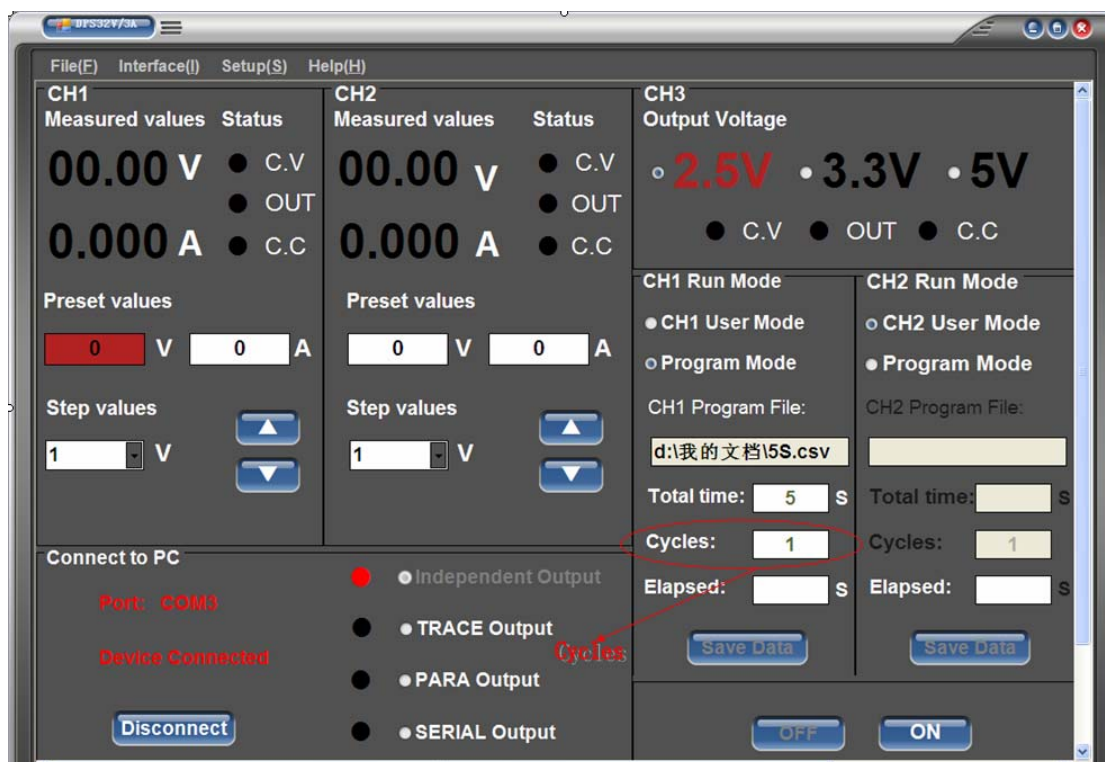 DPS32V/3A
File(F) Interface(I) Setup(S) Help(H)
CH1
Measured values Status
00.00 V C.V
OUT
0.000 A C.C
Preset values
0 V 0 A
Step values
1 V
CH2
Measured values Status
00.00 V C.V
OUT
0.000 A C.C
Preset values
0 V 0 A
Step values
1 V
CH3
Output Voltage
2.5V 3.3V 5V
C.V OUT C.C
CH1 Run Mode
CH1 User Mode
Program Mode
CH1 Program File:
d:\我的文档\5S.csv
Total time: 5 S
Cycles: 1
Elapsed: S
Save Data
CH2 Run Mode
CH2 User Mode
Program Mode
CH2 Program File:
Total time: S
Cycles: 1
Elapsed: S
Save Data
Cycles
Connect to PC
Port: COM3
Device Connected
Disconnect
Independent Output
TRACE Output
PARA Output
SERIAL Output
OFF ON